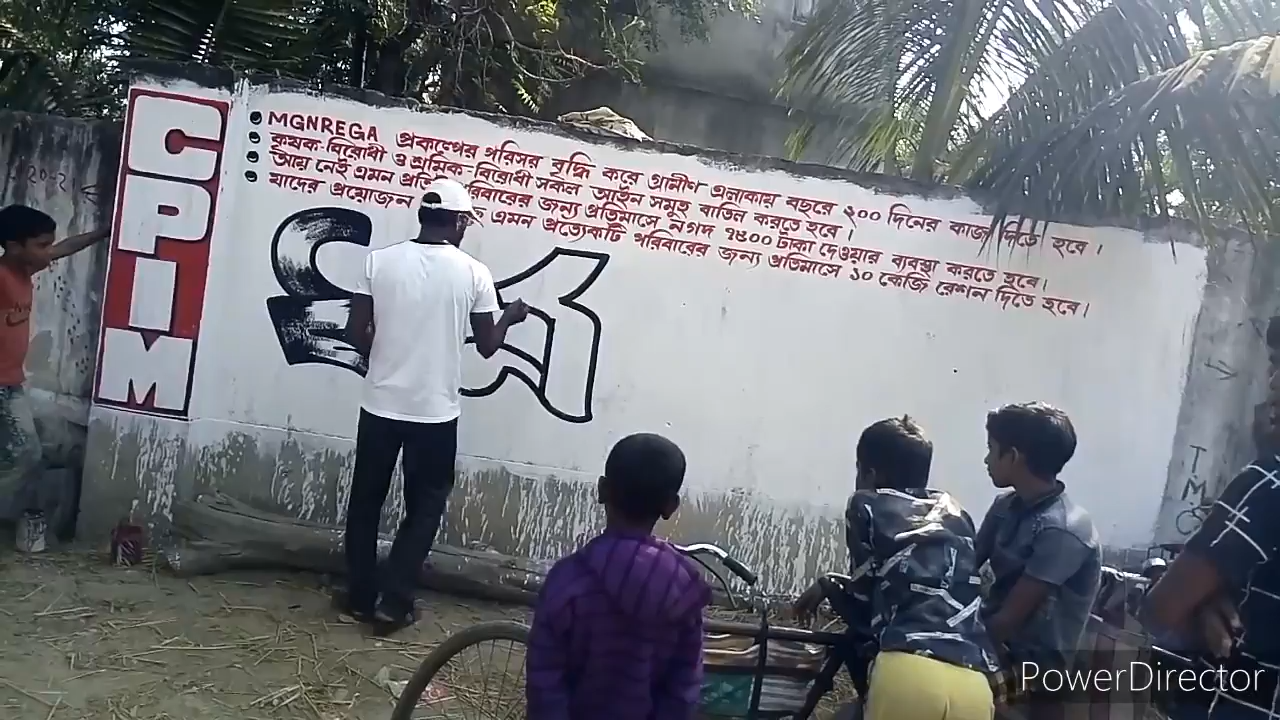 CPIM
● MGNREGA প্রকল্পের পরিসর বৃদ্ধি করে গ্রামীণ এলাকায় বছরে ২০০ দিনের কাজ দিতে হবে।
● কৃষক-বিরোধী ও শ্রমিক-বিরোধী সকল আইন সমূহ বাতিল করতে হবে।
● আয় নেই এমন প্রতি পরিবারের জন্য প্রতিমাসে নগদ ৭৫০০ টাকা দেওয়ার ব্যবস্থা করতে হবে।
● যাদের প্রয়োজন এমন প্রত্যেকটি পরিবারের জন্য প্রতিমাসে ১০ কেজি রেশন দিতে হবে।
TMC
PowerDirector